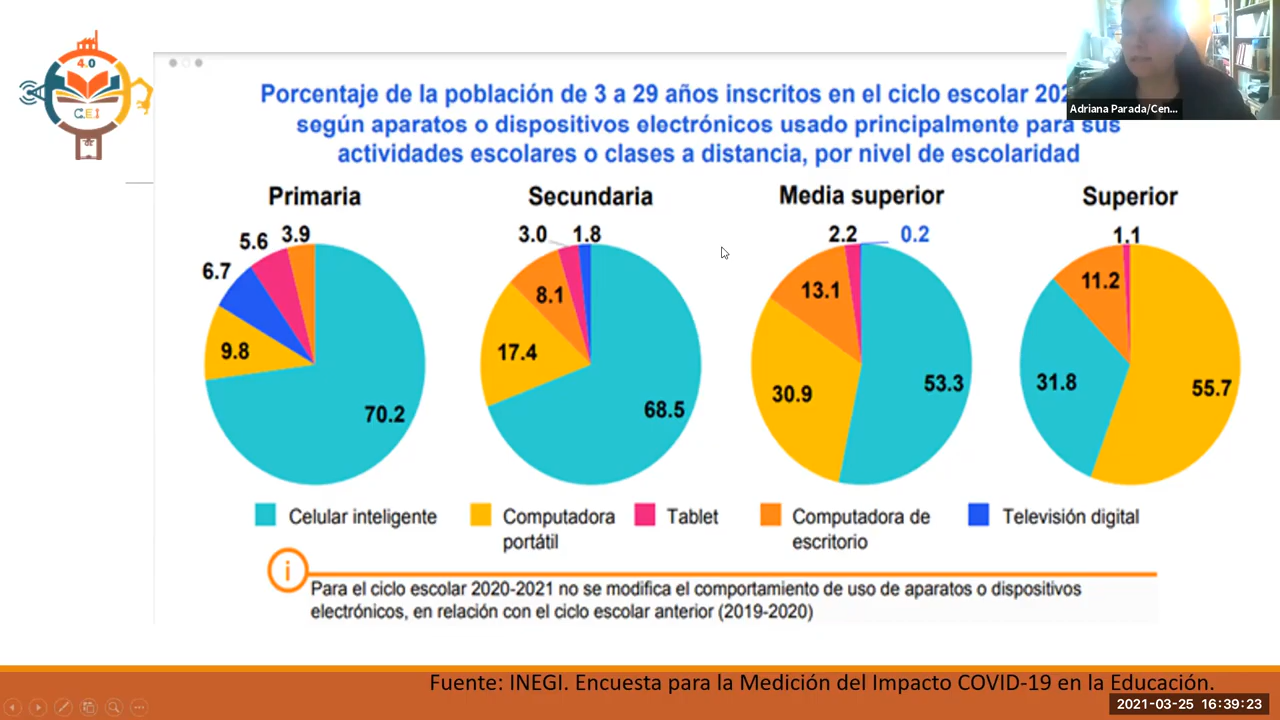 4.0
C.E.I
Porcentaje de la población de 3 a 29 años inscritos en el ciclo escolar
según aparatos o dispositivos electrónicos usado principalmente para sus
actividades escolares o clases a distancia, por nivel de escolaridad
Adriana Parada/Cen...
Primaria
Secundaria
Media superior
Superior
5.6
3.9
6.7
9.8
70.2
3.0
1.8
8.1
17.4
68.5
2.2
0.2
13.1
30.9
53.3
1.1
11.2
31.8
55.7
Celular inteligente
Computadora
portátil
Tablet
Computadora de
escritorio
Televisión digital
i
Para el ciclo escolar 2020-2021 no se modifica el comportamiento de uso de aparatos o dispositivos
electrónicos, en relación con el ciclo escolar anterior (2019-2020)
Fuente: INEGI. Encuesta para la Medición del Impacto COVID-19 en la Educación.
2021-03-25 16:39:23